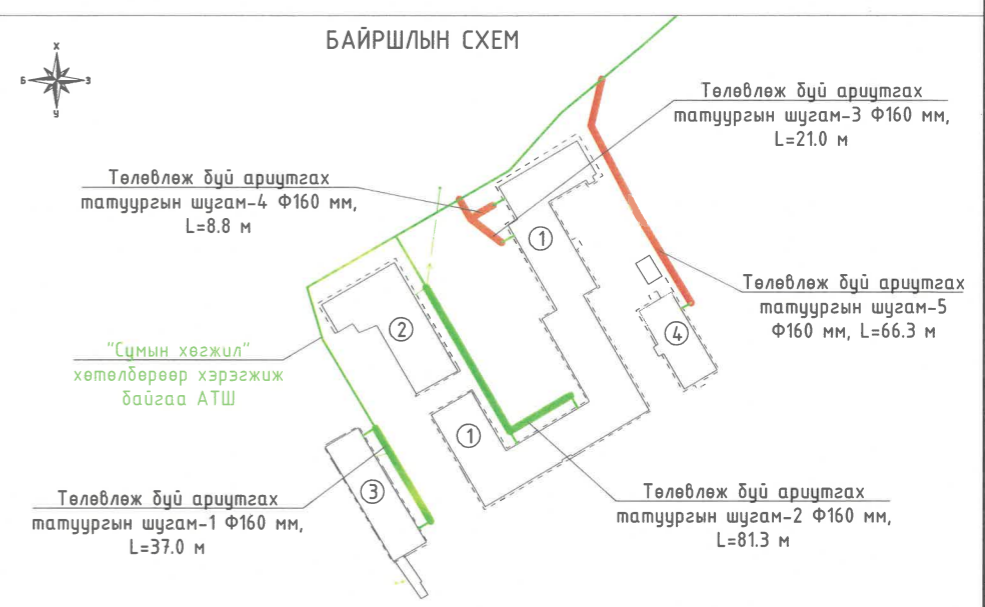 БАЙРШЛЫН СХЕМ
Х
Б
З
У
Төлөвлөж буй ариутгах
татуургын шугам-3 Ф160 мм,
L=21.0 м
Төлөвлөж буй ариутгах
татуургын шугам-4 Ф160 мм,
L=8.8 м
1
Төлөвлөж буй ариутгах
татуургын шугам-5
Ф160 мм, L=66.3 м
2
4
"Сумын хөгжил"
хөтөлбөрөөр хэрэгжиж
байгаа АТШ
1
3
Төлөвлөж буй ариутгах
татуургын шугам-1 Ф160 мм,
L=37.0 м
Төлөвлөж буй ариутгах
татуургын шугам-2 Ф160 мм,
L=81.3 м